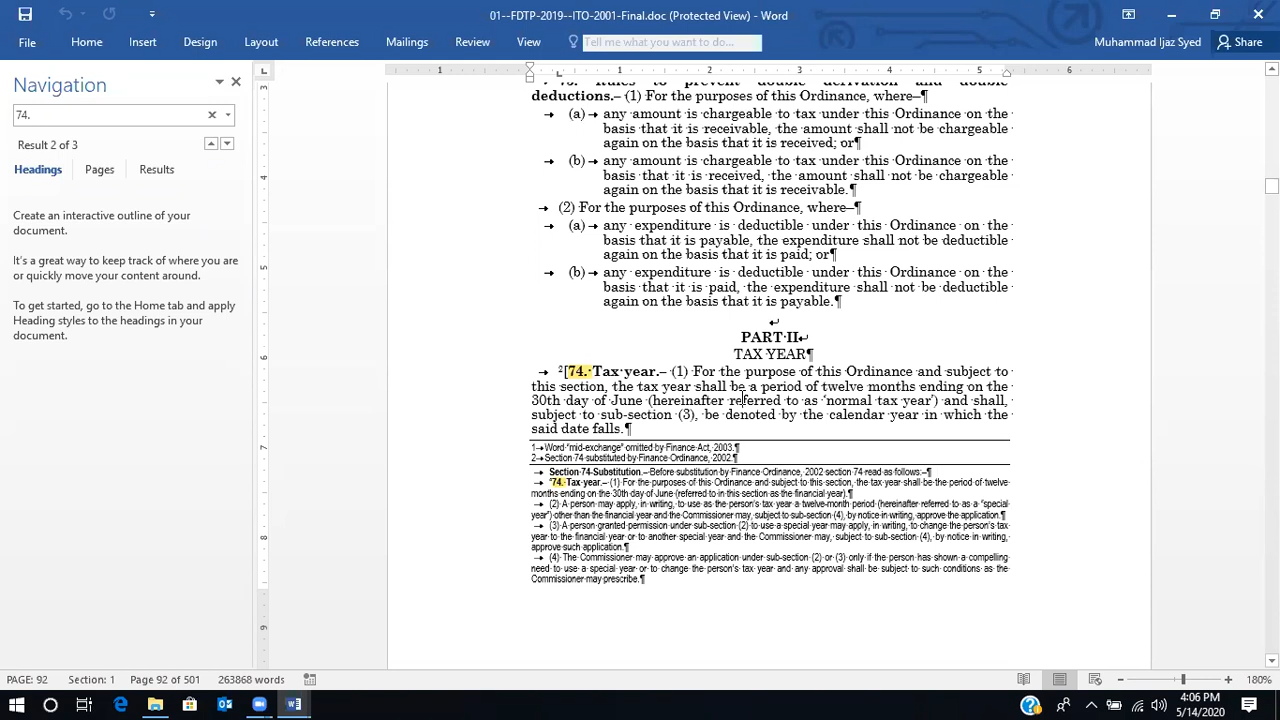 01--FDTP-2019--ITO-2001-Final.doc (Protected View) - Word
File Home Insert Design Layout References Mailings Review View Tell me what you want to do... Muhammad Ijaz Syed Share
Navigation
74.
Result 2 of 3
Headings Pages Results
Create an interactive outline of your
document.
It's a great way to keep track of where you
are or quickly move your content around.
To get started, go to the Home tab and apply
Heading styles to the headings in your
document.
1 1 2 3 4 5 6
3
4
5
6
7
8
9
Rules to prevent double derivation and double
deductions.– (1) For the purposes of this Ordinance, where–¶
→ (a)→ any amount is chargeable to tax under this Ordinance on the
basis that it is receivable, the amount shall not be chargeable
again on the basis that it is received; or¶
→ (b)→ any amount is chargeable to tax under this Ordinance on the
basis that it is received, the amount shall not be chargeable
again on the basis that it is receivable.¶
→ (2) For the purposes of this Ordinance, where–¶
→ (a)→ any expenditure is deductible under this Ordinance on the
basis that it is payable, the expenditure shall not be deductible
again on the basis that it is paid; or¶
→ (b)→ any expenditure is deductible under this Ordinance on the
basis that it is paid, the expenditure shall not be deductible
again on the basis that it is payable.¶
PART II
TAX YEAR¶
→ 2[74. Tax year.– (1) For the purpose of this Ordinance and subject to
this section, the tax year shall be a period of twelve months ending on the
30th day of June (hereinafter referred to as 'normal tax year') and shall,
subject to sub-section (3), be denoted by the calendar year in which the
said date falls.¶
1→Word "mid-exchange" omitted by Finance Act, 2003.¶
2→Section 74 substituted by Finance Ordinance, 2002.¶
→ Section 74 Substitution.– Before substitution by Finance Ordinance, 2002 section 74 read as follows:–¶
→ "74. Tax year.– (1) For the purposes of this Ordinance and subject to this section, the tax year shall be the period of twelve
months ending on the 30th day of June (referred to in this section as the financial year).¶
→ (2) A person may apply, in writing, to use as the person's tax year a twelve-month period (hereinafter referred to as a "special
year") other than the financial year and the Commissioner may, subject to sub-section (4), by notice in writing, approve the application.¶
→ (3) A person granted permission under sub-section (2) to use a special year may apply, in writing, to change the person's tax
year to the financial year or to another special year and the Commissioner may, subject to sub-section (4), by notice in writing,
approve such application.¶
→ (4) The Commissioner may approve an application under sub-section (2) or (3) only if the person has shown a compelling
need to use a special year or to change the person's tax year and any approval shall be subject to such conditions as the
Commissioner may prescribe.¶
PAGE: 92 Section: 1 Page 92 of 501 263868 words 180%
4:06 PM
5/14/2020